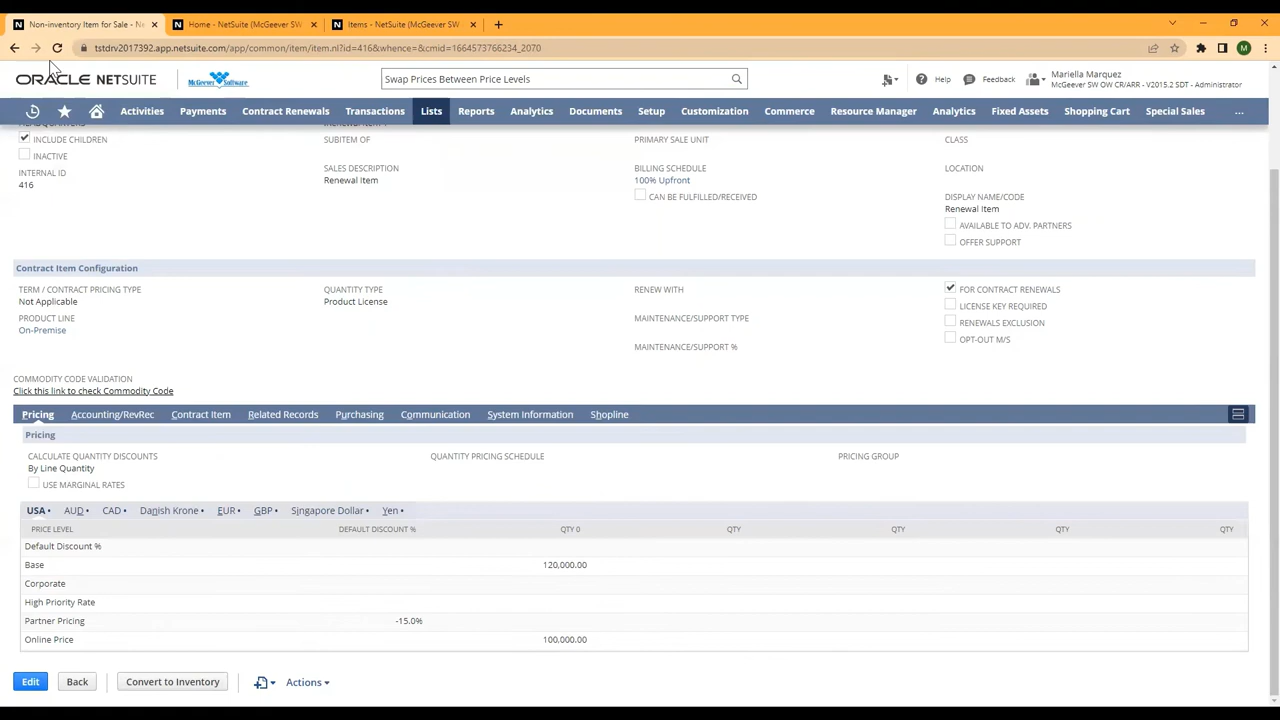 Non-inventory Item for Sale - Ne
Home - NetSuite (McGeever SW
Items - NetSuite (McGeever SW O
tstdrv2017392.app.netsuite.com/app/common/item/item.nl?id=416&whence=&cmid=1664573766234_2070
M
ORACLE NETSUITE
McGeever Software
Swap Prices Between Price Levels
Help
Feedback
Mariella Marquez
McGeever SW OW CR/ARR - V2015.2 SDT - Administrator
Activities
Payments
Contract Renewals
Transactions
Lists
Reports
Analytics
Documents
Setup
Customization
Commerce
Resource Manager
Analytics
Fixed Assets
Shopping Cart
Special Sales
...
INCLUDE CHILDREN
SUBITEM OF
PRIMARY SALE UNIT
CLASS
INACTIVE
INTERNAL ID
416
SALES DESCRIPTION
Renewal Item
BILLING SCHEDULE
100% Upfront
CAN BE FULFILLED/RECEIVED
LOCATION
DISPLAY NAME/CODE
Renewal Item
AVAILABLE TO ADV. PARTNERS
OFFER SUPPORT
Contract Item Configuration
TERM / CONTRACT PRICING TYPE
Not Applicable
PRODUCT LINE
On-Premise
QUANTITY TYPE
Product License
RENEW WITH
MAINTENANCE/SUPPORT TYPE
MAINTENANCE/SUPPORT %
FOR CONTRACT RENEWALS
LICENSE KEY REQUIRED
RENEWALS EXCLUSION
OPT-OUT M/S
COMMODITY CODE VALIDATION
Click this link to check Commodity Code
Pricing
Accounting/RevRec
Contract Item
Related Records
Purchasing
Communication
System Information
Shopline
Pricing
CALCULATE QUANTITY DISCOUNTS
By Line Quantity
USE MARGINAL RATES
QUANTITY PRICING SCHEDULE
PRICING GROUP
USA •
AUD •
CAD •
Danish Krone •
EUR •
GBP •
Singapore Dollar •
Yen •
PRICE LEVEL DEFAULT DISCOUNT % QTY 0 QTY QTY QTY QTY
Default Discount %
Base 120,000.00
Corporate
High Priority Rate
Partner Pricing -15.0%
Online Price 100,000.00
Edit
Back
Convert to Inventory
Actions